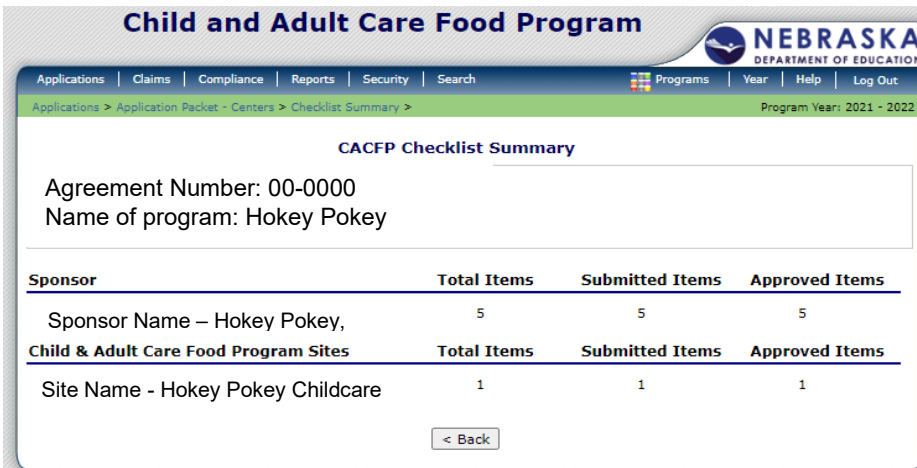 Child and Adult Care Food Program
NEBRASKA
DEPARTMENT OF EDUCATION
Applications | Claims | Compliance | Reports | Security | Search Programs | Year | Help | Log Out
Applications > Application Packet - Centers > Checklist Summary > Program Year: 2021 - 2022
CACFP Checklist Summary
Agreement Number: 00-0000
Name of program: Hokey Pokey
Sponsor Total Items Submitted Items Approved Items
Sponsor Name – Hokey Pokey, 5 5 5
Child & Adult Care Food Program Sites Total Items Submitted Items Approved Items
Site Name - Hokey Pokey Childcare 1 1 1
< Back